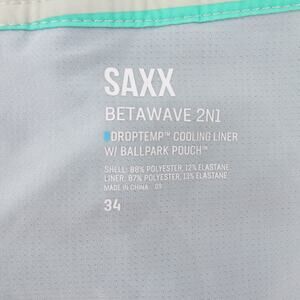 SAXX
BETAWAVE 2N1
DROPTEMP™ COOLING LINER
W/ BALLPARK POUCH™
SHELL: 88% POLYESTER, 12% ELASTANE
LINER: 87% POLYESTER, 13% ELASTANE
MADE IN CHINA
34